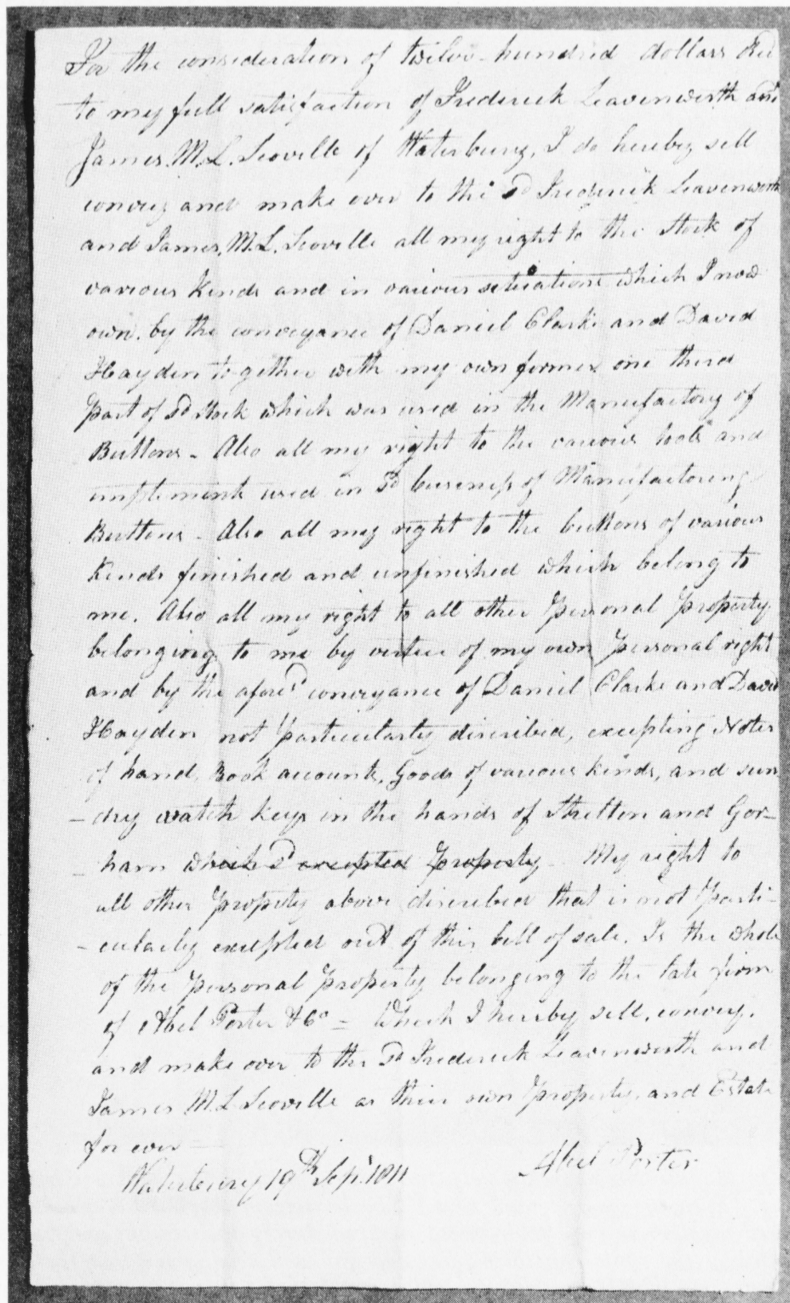 For the consideration of twelve hundred dollars Rec
to my full satisfaction of Frederick Leavenworth and
James M.L. Scoville of Waterbury, I do hereby sell
convey and make over to the sd Frederick Leavenworth
and James, M.L. Scoville all my right to the Stock of
various Kinds and in various situations which I now
own, by the conveyance of Daniel Clarke and David
Hayden together with my own former one third
part of sd stock which was used in the Manufactory of
Buttons - Also all my right to the various tools and
implements used in sd business of Manufactoring
Buttons - Also all my right to the buttons of various
Kinds finished and unfinished which belong to
me. Also all my right to all other personal property
belonging to me by virtue of my own personal right
and by the aforesd conveyance of Daniel Clarke and David
Hayden not particularly discribed, excepting Notes
of hand, Book accounts, Goods of various kinds, and sun
-dry watch keys in the hands of Stretton and Gor-
-ham which sd excepted property - My right to
all other property above discribed that is not parti-
-cularly excepted out of this bill of sale. Is the whole
of the personal property belonging to the late firm
of Abel Porter & Co = Which I hereby sell, convey,
and make over to the sd Frederick Leavenworth and
James M.L Scoville as their own property, and Estate
for ever —
Waterbury 19th Sept. 1811 Abel Porter